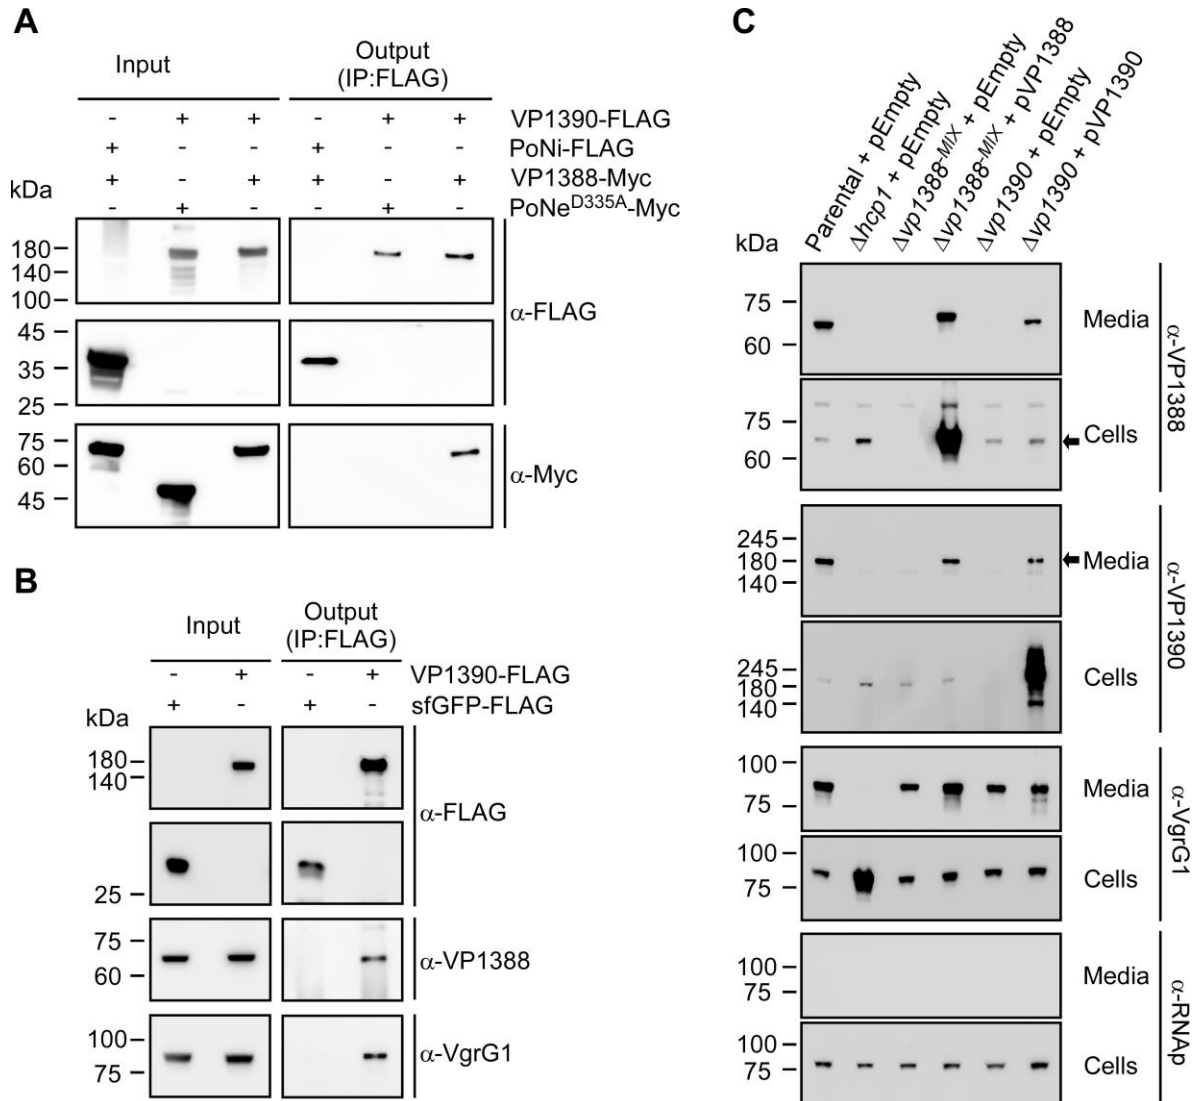 A
Input
Output
(IP:FLAG)
- + + - + + VP1390-FLAG
+ - - + - - PoNi-FLAG
+ - + + - + VP1388-Myc
- + - - + - PoNe^D335A-Myc
kDa
180
140
100
45
35
25
α-FLAG
75
60
45
α-Myc
B
Input
Output
(IP:FLAG)
- + - + VP1390-FLAG
+ - + - sfGFP-FLAG
kDa
180
140
25
α-FLAG
75
60
α-VP1388
100
75
α-VgrG1
C
Parental + pEmpty
Δhcp1 + pEmpty
Δvp1388^-MIX + pEmpty
Δvp1388^-MIX + pVP1388
Δvp1390 + pEmpty
Δvp1390 + pVP1390
kDa
75
60
Media
75
60
Cells
α-VP1388
245
180
140
Media
245
180
140
Cells
α-VP1390
100
75
Media
100
75
Cells
α-VgrG1
100
75
Media
100
75
Cells
α-RNAp